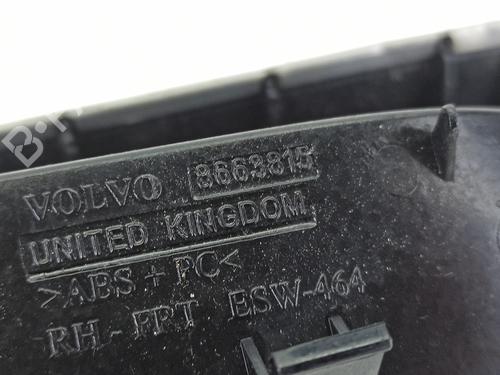 VOLVO 8663815
UNITED KINGDOM
>ABS + PC<
RH-FRT ESW-464